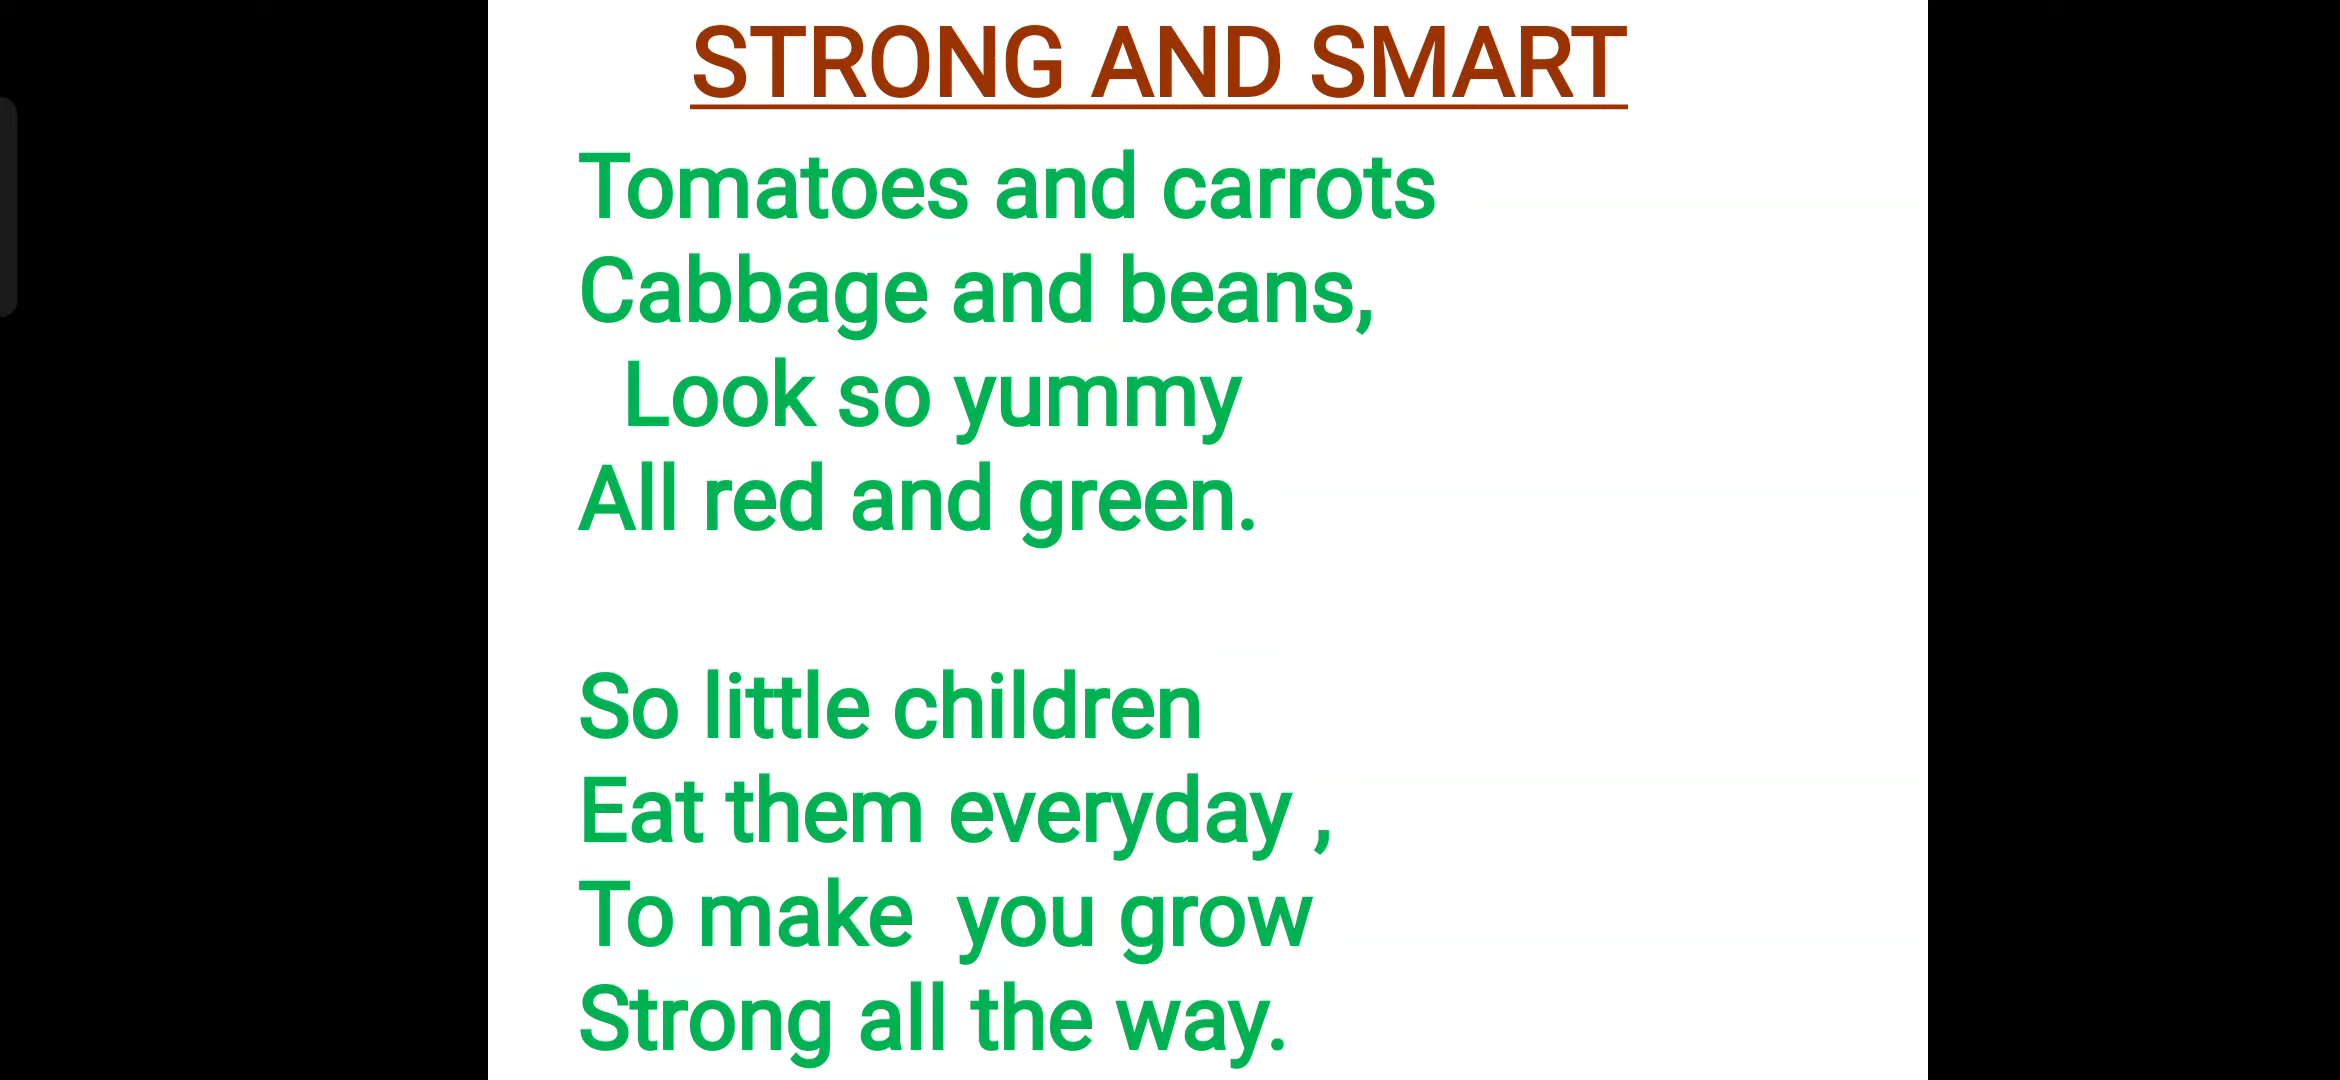 STRONG AND SMART
Tomatoes and carrots
Cabbage and beans,
Look so yummy
All red and green.
So little children
Eat them everyday ,
To make  you grow
Strong all the way.